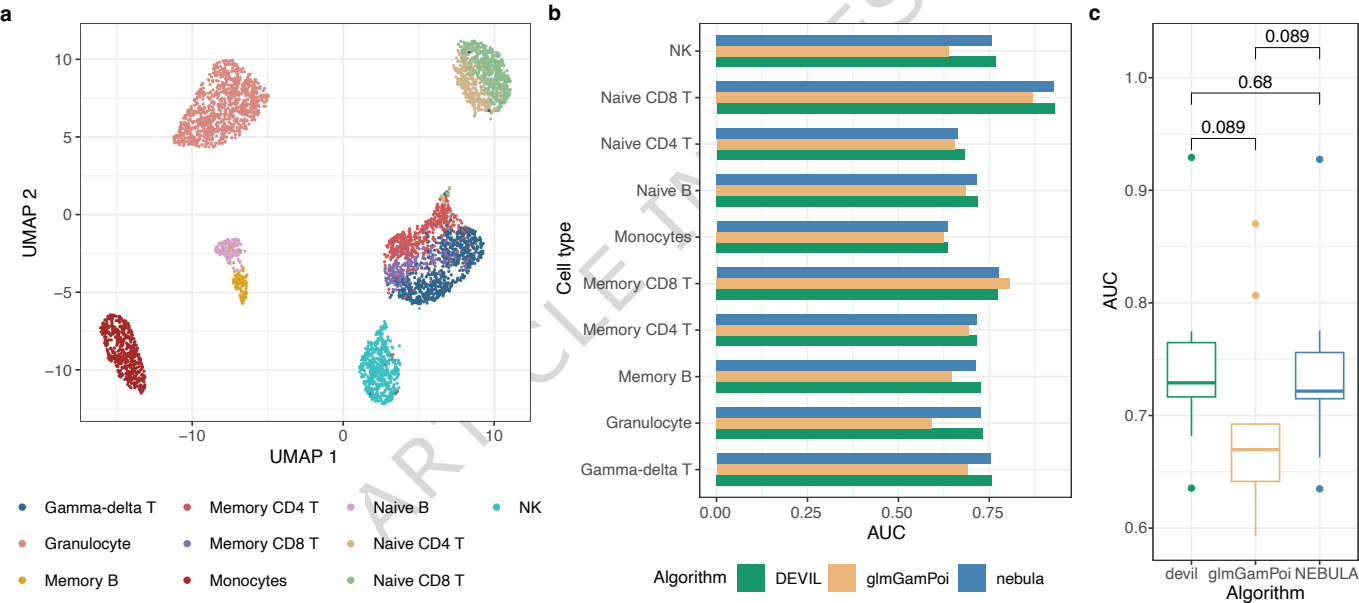 a
10
5
0
−5
−10
UMAP 2
−10
0
10
UMAP 1
Gamma-delta T
Memory CD4 T
Naive B
NK
Granulocyte
Memory CD8 T
Naive CD4 T
Memory B
Monocytes
Naive CD8 T
b
Cell type
NK
Naive CD8 T
Naive CD4 T
Naive B
Monocytes
Memory CD8 T
Memory CD4 T
Memory B
Granulocyte
Gamma-delta T
0.00
0.25
0.50
0.75
AUC
Algorithm
DEVIL
glmGamPoi
nebula
c
0.089
0.68
0.089
1.0
0.9
0.8
0.7
0.6
AUC
devil
glmGamPoi
NEBULA
Algorithm
ARTICLE IN